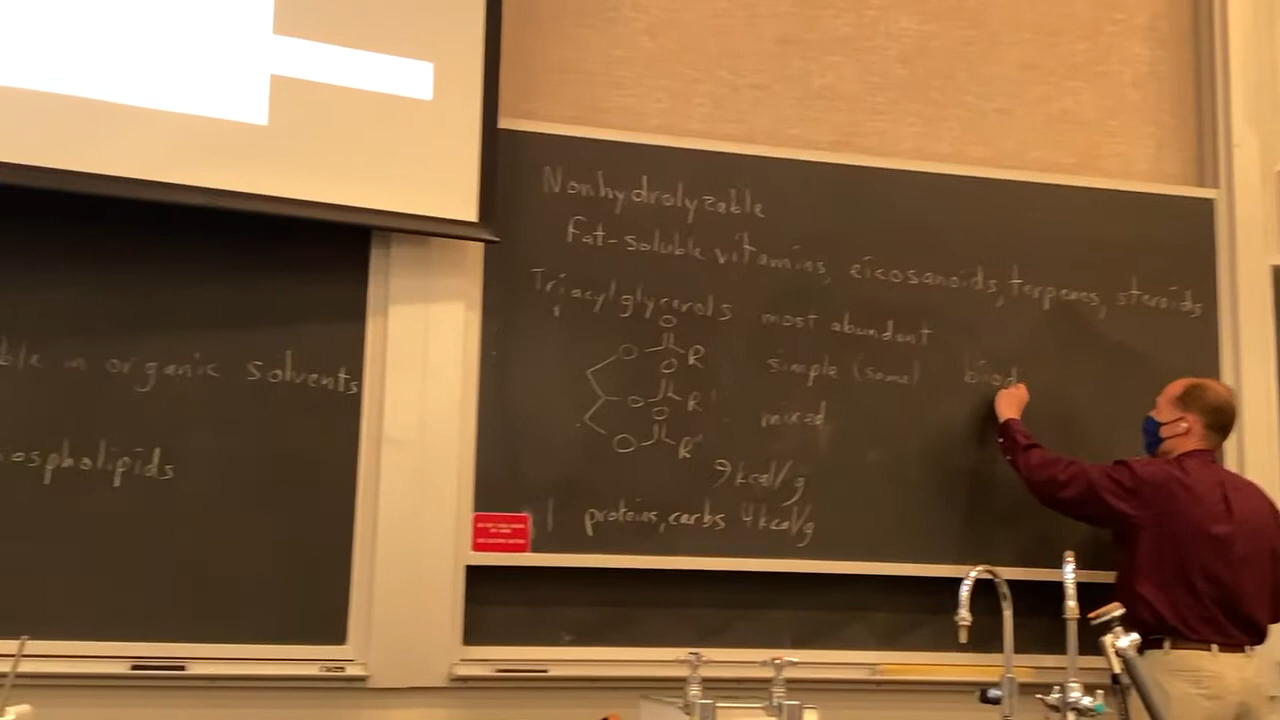 ble in organic solvents
ospholipids
Nonhydrolyzable
fat-soluble vitamins, eicosanoids, terpenes, steroids
Triacylglycerols most abundant
simple (same) biod
mixed
O
O R
O
O R'
O
O R"
9 kcal/g
proteins, carbs 4 kcal/g